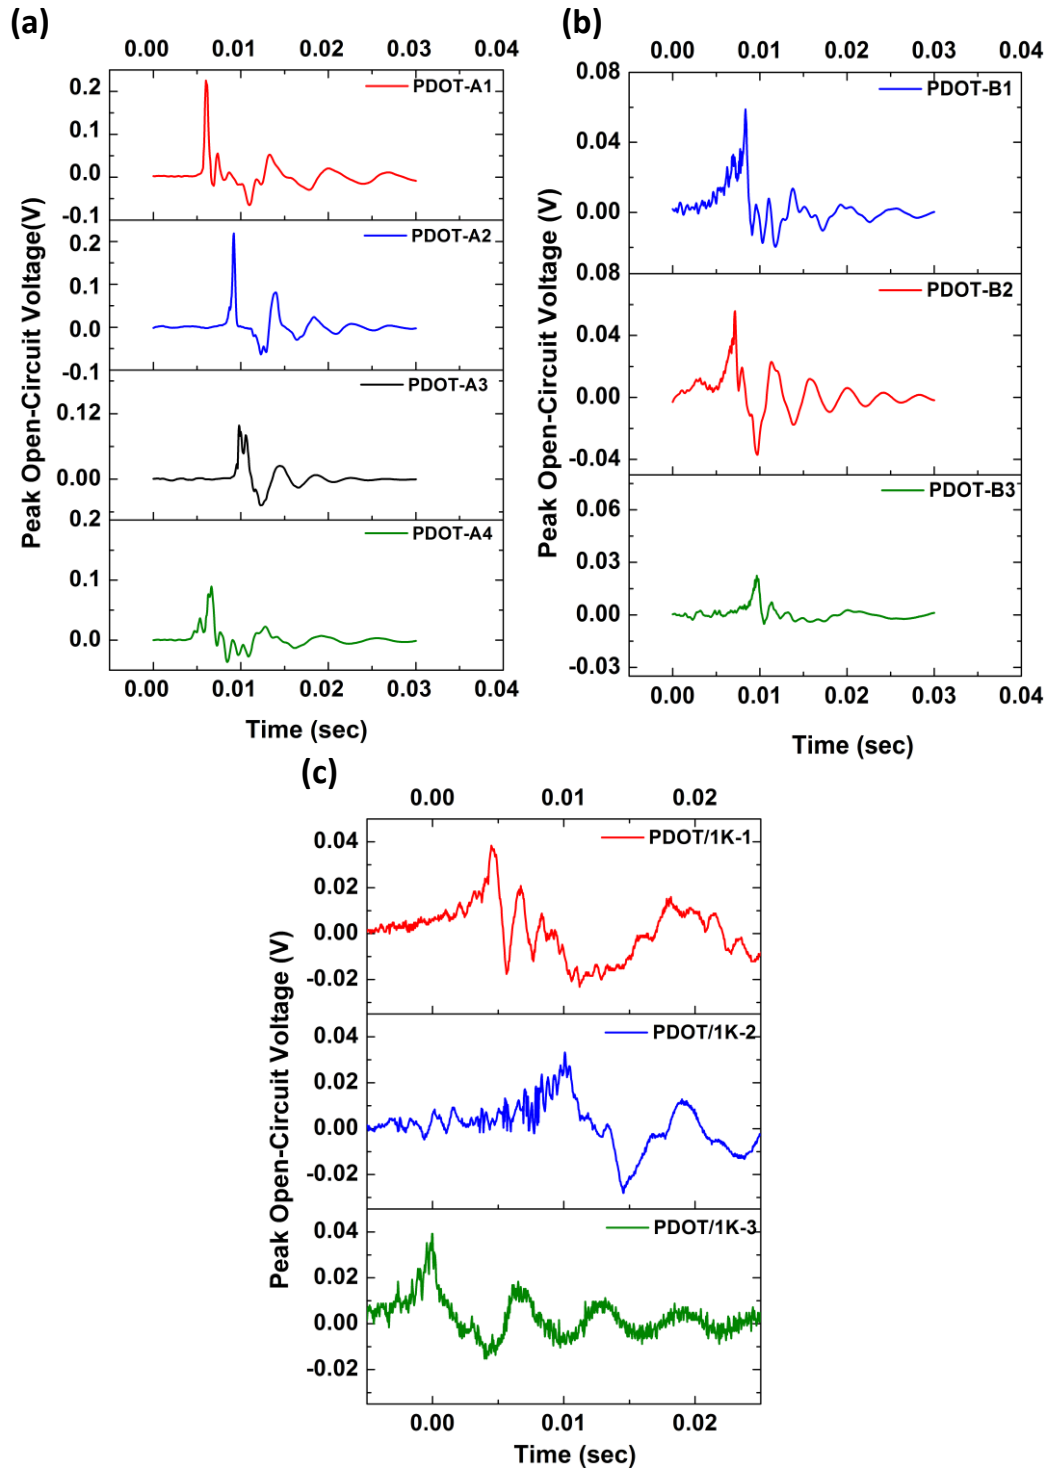 (a)
0.00 0.01 0.02 0.03 0.04
PDOT-A1
0.2
0.1
0.0
-0.1
PDOT-A2
0.2
0.1
0.0
-0.1
PDOT-A3
0.12
0.00
0.2
PDOT-A4
0.2
0.1
0.0
Peak Open-Circuit Voltage(V)
0.00 0.01 0.02 0.03 0.04
Time (sec)
(b)
0.00 0.01 0.02 0.03 0.04
0.08
PDOT-B1
0.04
0.00
0.08
PDOT-B2
0.04
0.00
-0.04
PDOT-B3
0.06
0.03
0.00
-0.03
Peak Open-Circuit Voltage (V)
0.00 0.01 0.02 0.03 0.04
Time (sec)
(c)
0.00 0.01 0.02
PDOT/1K-1
0.04
0.02
0.00
-0.02
PDOT/1K-2
0.04
0.02
0.00
-0.02
PDOT/1K-3
0.04
0.02
0.00
-0.02
Peak Open-Circuit Voltage (V)
0.00 0.01 0.02
Time (sec)